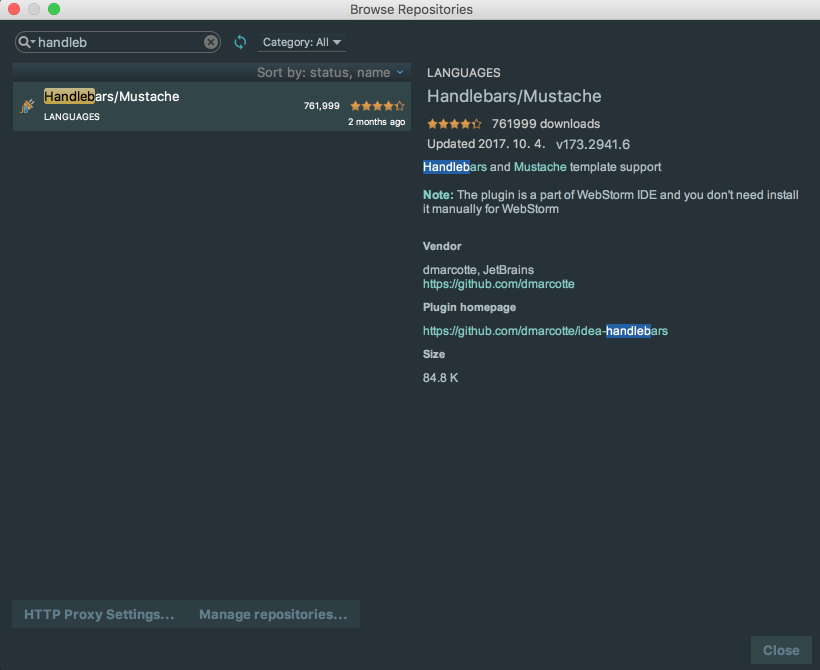 Browse Repositories
handleb
Category: All
Sort by: status, name
Handlebars/Mustache
LANGUAGES
761,999
2 months ago
LANGUAGES
Handlebars/Mustache
761999 downloads
Updated 2017. 10. 4. v173.2941.6
Handlebars and Mustache template support
Note: The plugin is a part of WebStorm IDE and you don't need install
it manually for WebStorm
Vendor
dmarcotte, JetBrains
https://github.com/dmarcotte
Plugin homepage
https://github.com/dmarcotte/idea-handlebars
Size
84.8 K
HTTP Proxy Settings...
Manage repositories...
Close